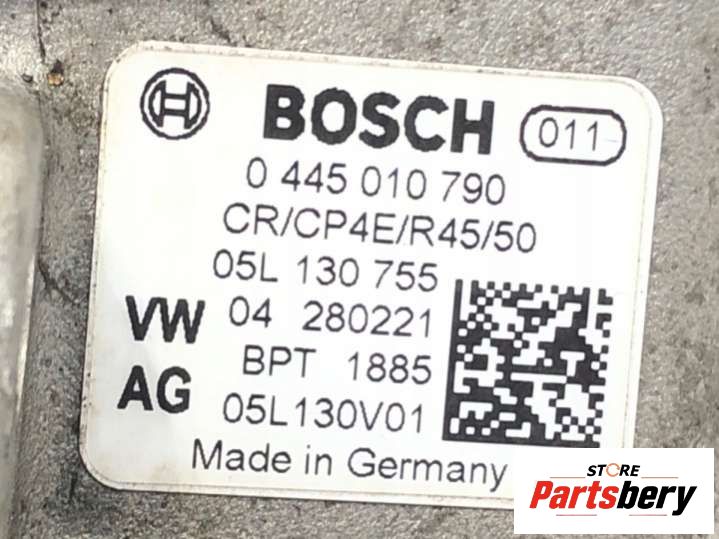 BOSCH 011
0 445 010 790
CR/CP4E/R45/50
05L 130 755
VW 04 280221
BPT 1885
AG 05L130V01
Made in Germany
STORE
Partsbery